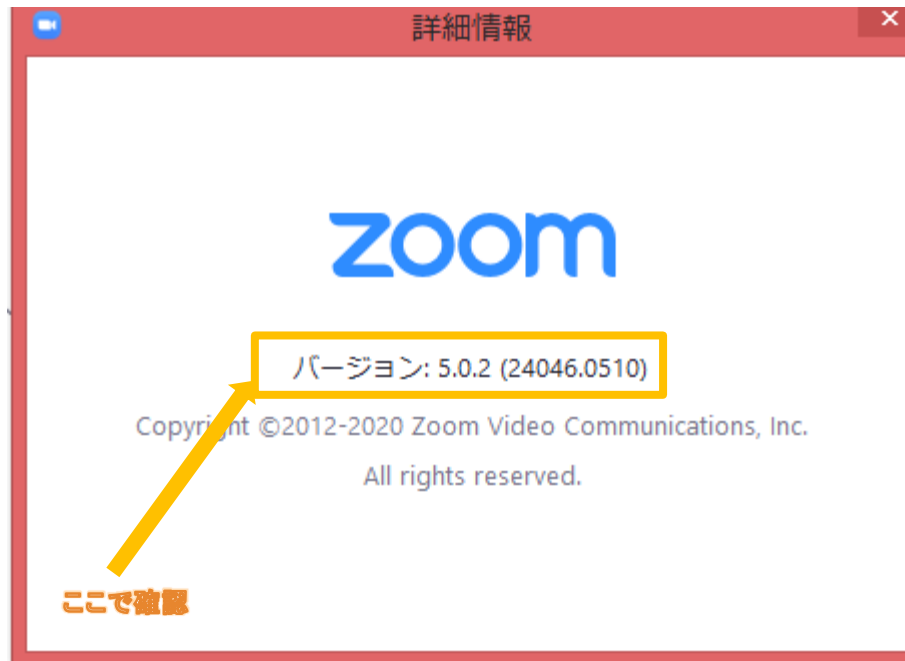 詳細情報
zoom
バージョン: 5.0.2 (24046.0510)
Copyright ©2012-2020 Zoom Video Communications, Inc.
All rights reserved.
ここで確認